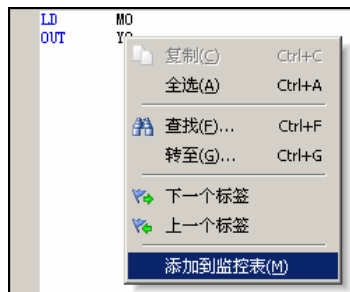 LD M0
OUT Y0
复制(C) Ctrl+C
全选(A) Ctrl+A
查找(F)... Ctrl+F
转至(G)... Ctrl+G
下一个标签
上一个标签
添加到监控表(M)